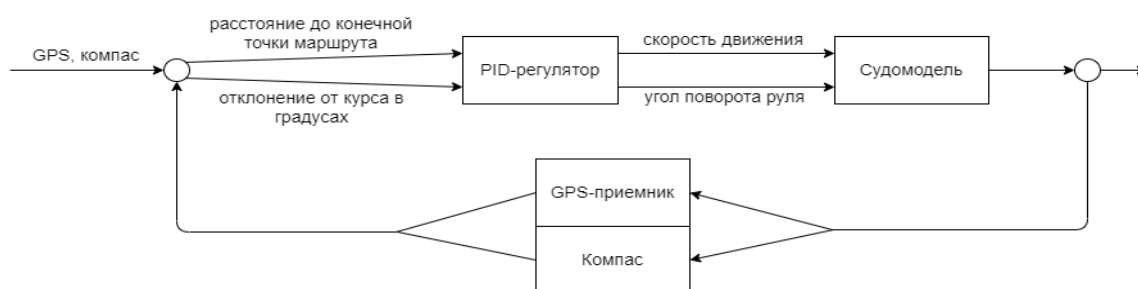 расстояние до конечной
точки маршрута
GPS, компас
скорость движения
PID-регулятор
Судомодель
отклонение от курса в
градусах
угол поворота руля
GPS-приемник
Компас